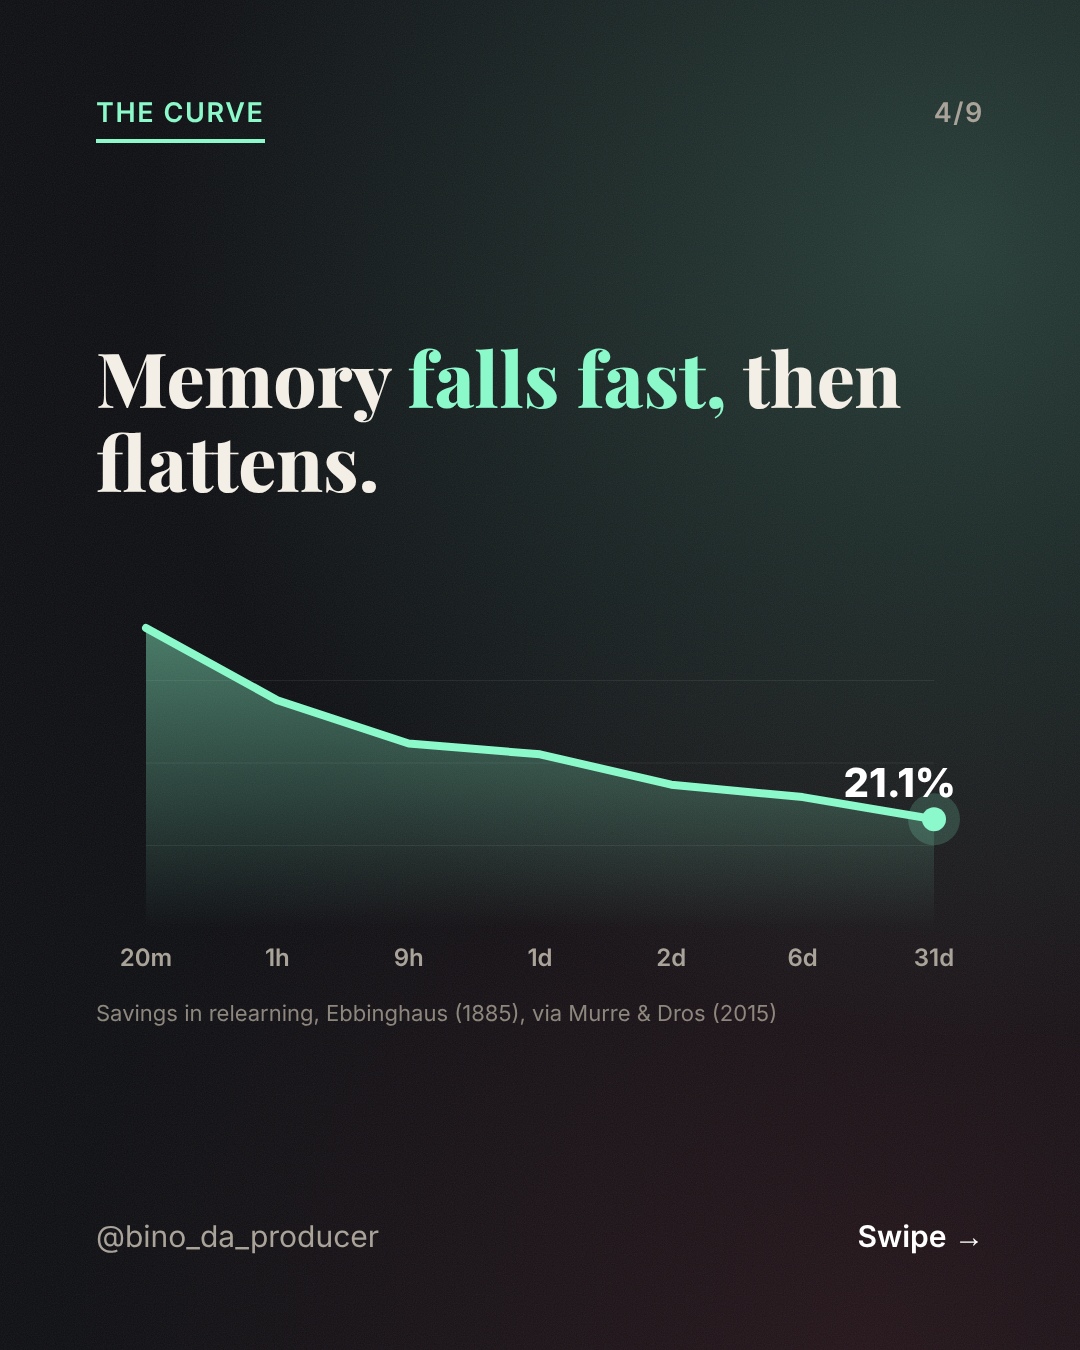 THE CURVE
4/9
Memory falls fast, then
flattens.
21.1%
20m 1h 9h 1d 2d 6d 31d
Savings in relearning, Ebbinghaus (1885), via Murre & Dros (2015)
@bino_da_producer
Swipe →